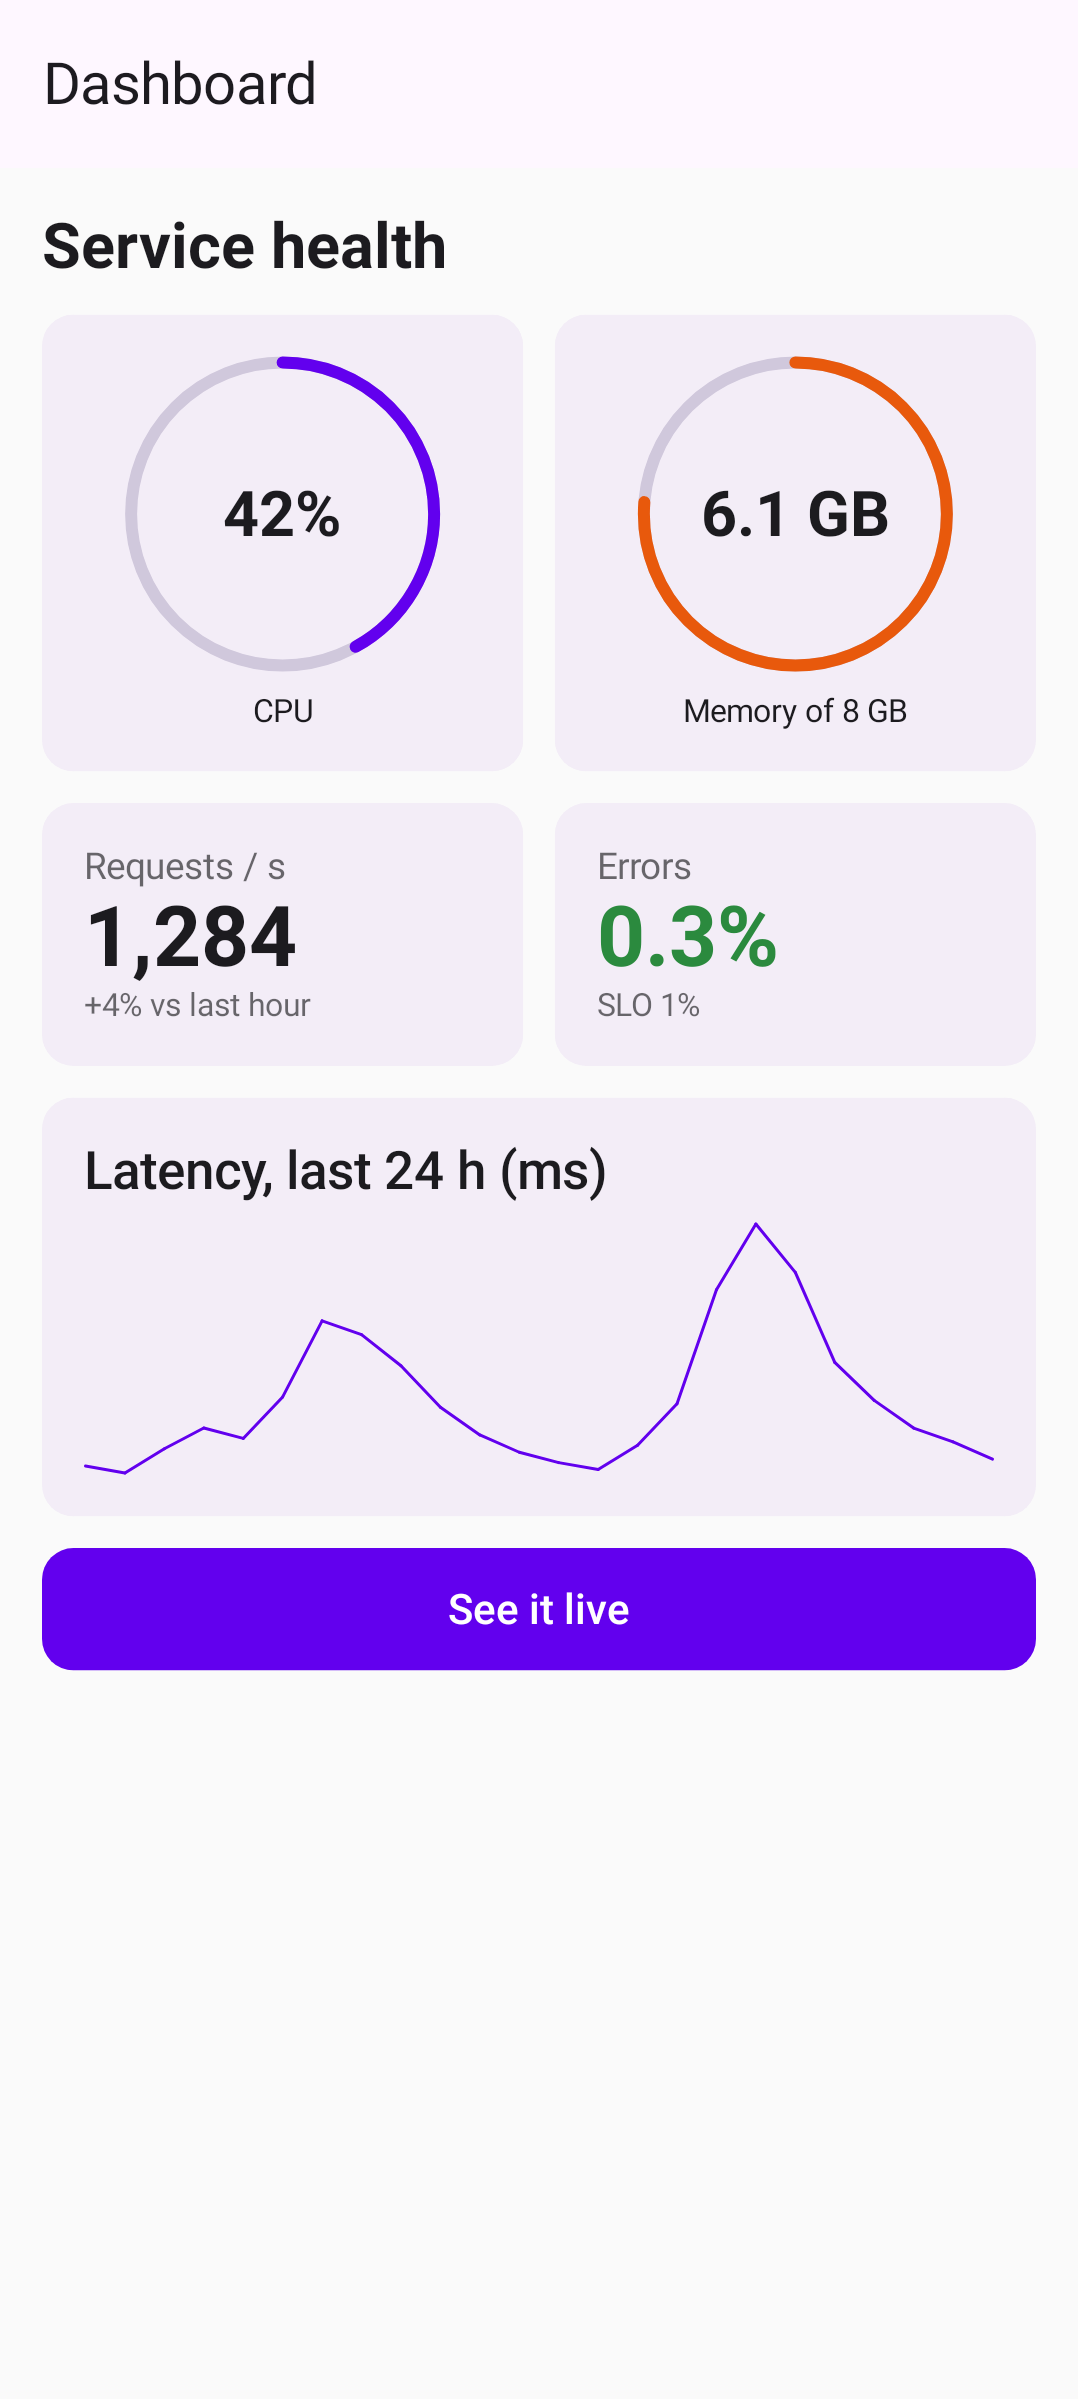 Dashboard
Service health
42%
CPU
6.1 GB
Memory of 8 GB
Requests / s
1,284
+4% vs last hour
Errors
0.3%
SLO 1%
Latency, last 24 h (ms)
See it live